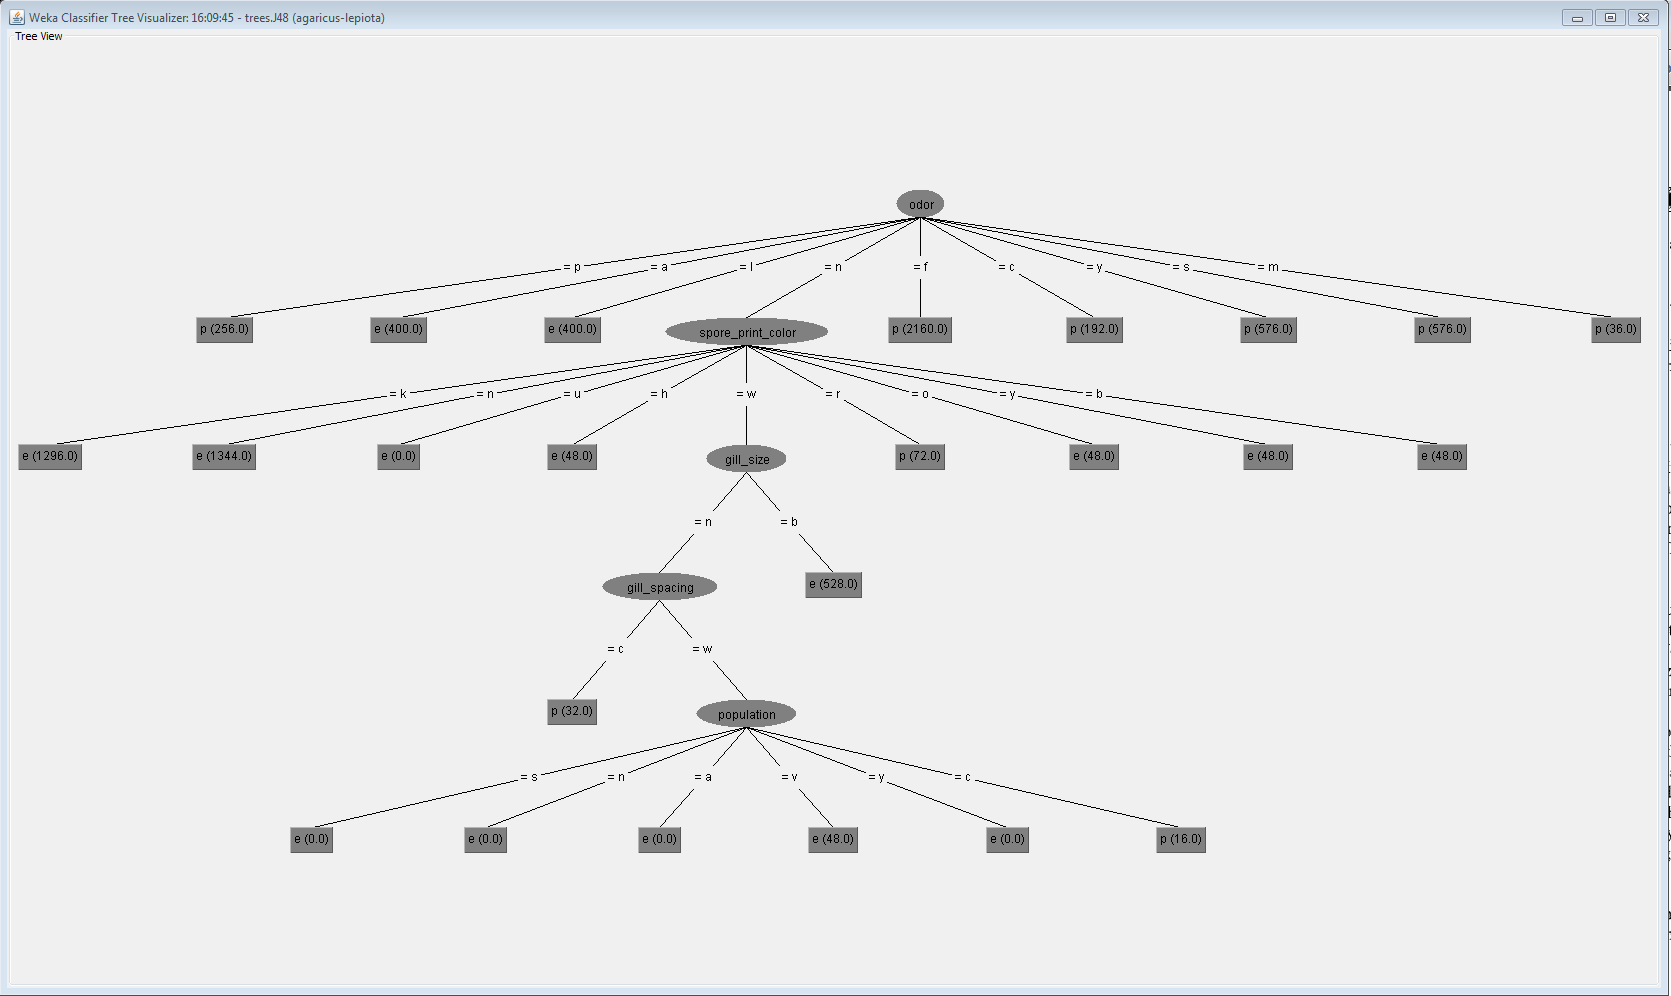 Weka Classifier Tree Visualizer: 16:09:45 - trees.J48 (agaricus-lepiota)
Tree View
odor
= p = a = l = n = f = c = y = s = m
p (256.0) e (400.0) e (400.0) spore_print_color p (2160.0) p (192.0) p (576.0) p (576.0) p (36.0)
= k = n = u = h = w = r = o = y = b
e (1296.0) e (1344.0) e (0.0) e (48.0) gill_size p (72.0) e (48.0) e (48.0) e (48.0)
= n = b
gill_spacing e (528.0)
= c = w
p (32.0) population
= s = n = a = v = y = c
e (0.0) e (0.0) e (0.0) e (48.0) e (0.0) p (16.0)